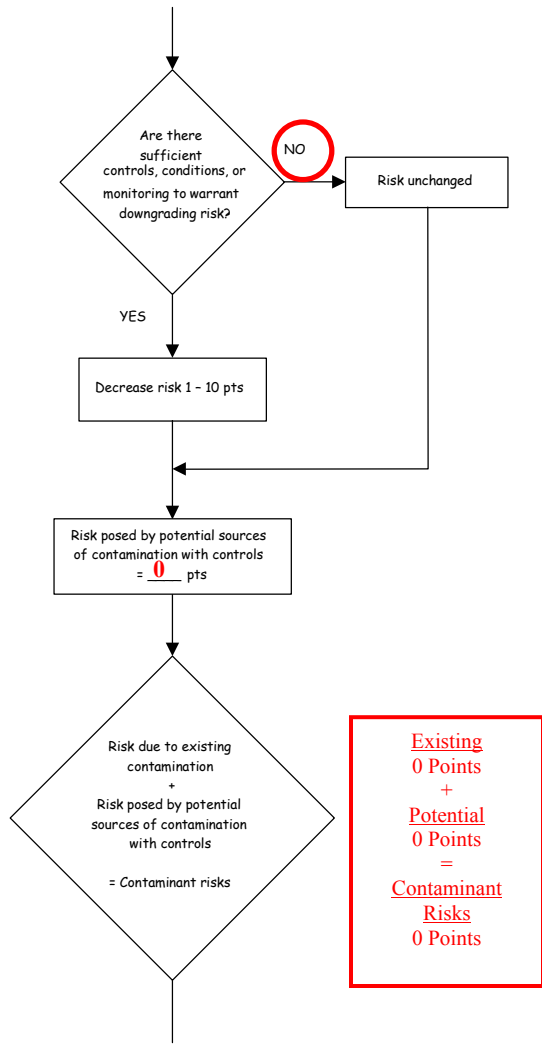 Are there
sufficient
controls, conditions, or
monitoring to warrant
downgrading risk?
NO
Risk unchanged
YES
Decrease risk 1 – 10 pts
Risk posed by potential sources
of contamination with controls
= 0 pts
Risk due to existing
contamination
+
Risk posed by potential
sources of contamination
with controls
= Contaminant risks
Existing
0 Points
+
Potential
0 Points
=
Contaminant
Risks
0 Points